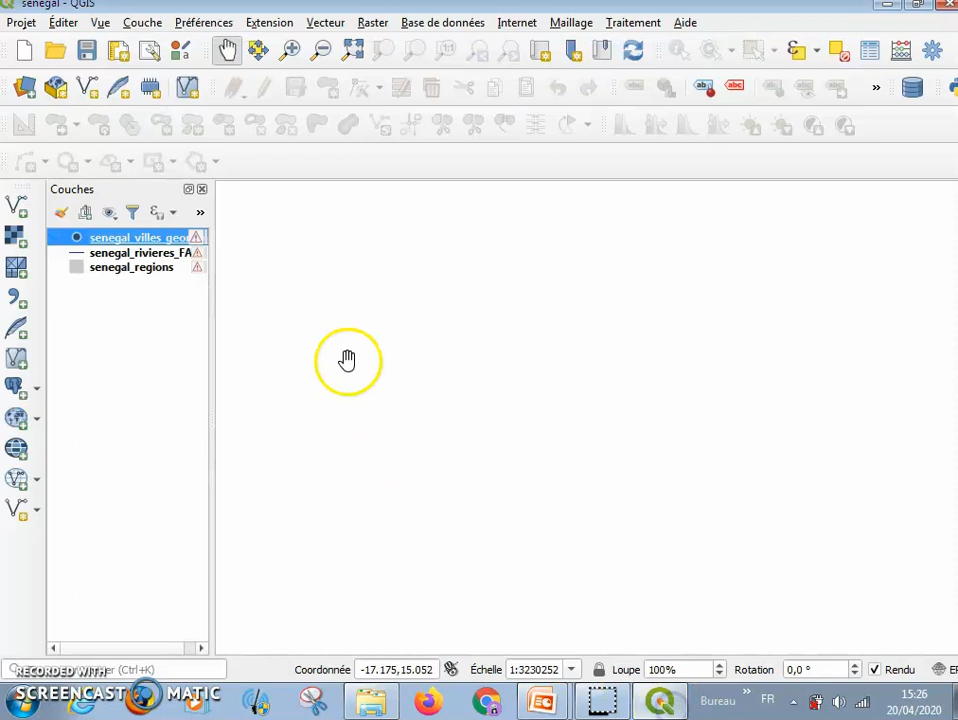 senegal - QGIS
Projet Éditer Vue Couche Préférences Extension Vecteur Raster Base de données Internet Maillage Traitement Aide
Couches
senegal_villes_geo
senegal_rivieres_FA
senegal_regions
(Ctrl+K)
Coordonnée -17.175,15.052 Échelle 1:3230252 Loupe 100% Rotation 0,0 ° Rendu
RECORDED WITH
SCREENCAST MATIC
Bureau FR
15:26
20/04/2020